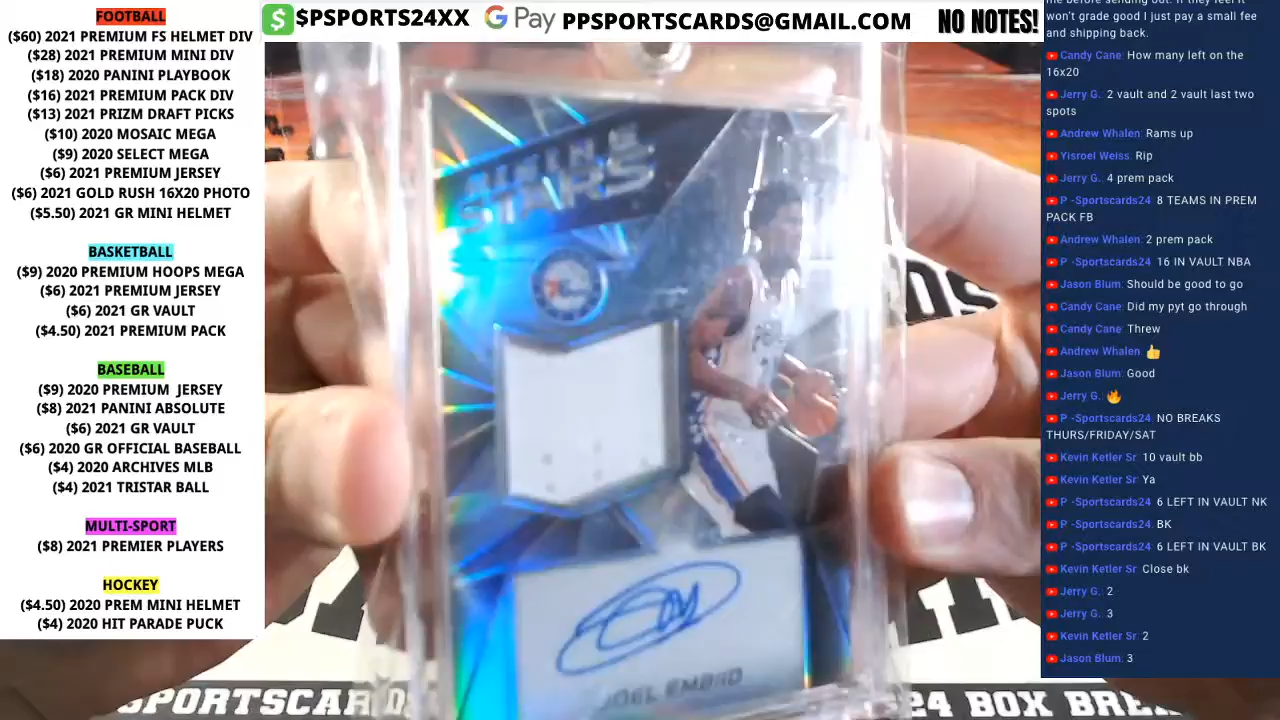 FOOTBALL
($60) 2021 PREMIUM FS HELMET DIV
($28) 2021 PREMIUM MINI DIV
($18) 2020 PANINI PLAYBOOK
($16) 2021 PREMIUM PACK DIV
($13) 2021 PRIZM DRAFT PICKS
($10) 2020 MOSAIC MEGA
($9) 2020 SELECT MEGA
($6) 2021 PREMIUM JERSEY
($6) 2021 GOLD RUSH 16X20 PHOTO
($5.50) 2021 GR MINI HELMET
BASKETBALL
($9) 2020 PREMIUM HOOPS MEGA
($6) 2021 PREMIUM JERSEY
($6) 2021 GR VAULT
($4.50) 2021 PREMIUM PACK
BASEBALL
($9) 2020 PREMIUM JERSEY
($8) 2021 PANINI ABSOLUTE
($6) 2021 GR VAULT
($6) 2020 GR OFFICIAL BASEBALL
($4) 2020 ARCHIVES MLB
($4) 2021 TRISTAR BALL
MULTI-SPORT
($8) 2021 PREMIER PLAYERS
HOCKEY
($4.50) 2020 PREM MINI HELMET
($4) 2020 HIT PARADE PUCK
$PSPORTS24XX G Pay PPSPORTSCARDS@GMAIL.COM NO NOTES!
STARS
JOEL EMBIID
SPORTSCAR
24 BOX BRE
me before sending out. If they feel it
won't grade good I just pay a small fee
and shipping back.
Candy Cane: How many left on the
16x20
Jerry G.: 2 vault and 2 vault last two
spots
Andrew Whalen: Rams up
Yisroel Weiss: Rip
Jerry G.: 4 prem pack
P -Sportscards24: 8 TEAMS IN PREM
PACK FB
Andrew Whalen: 2 prem pack
P -Sportscards24: 16 IN VAULT NBA
Jason Blum: Should be good to go
Candy Cane: Did my pyt go through
Candy Cane: Threw
Andrew Whalen: 👍
Jason Blum: Good
Jerry G.: 🔥
P -Sportscards24: NO BREAKS
THURS/FRIDAY/SAT
Kevin Ketler Sr: 10 vault bb
Kevin Ketler Sr: Ya
P -Sportscards24: 6 LEFT IN VAULT NK
P -Sportscards24: BK
P -Sportscards24: 6 LEFT IN VAULT BK
Kevin Ketler Sr: Close bk
Jerry G.: 2
Jerry G.: 3
Kevin Ketler Sr: 2
Jason Blum: 3